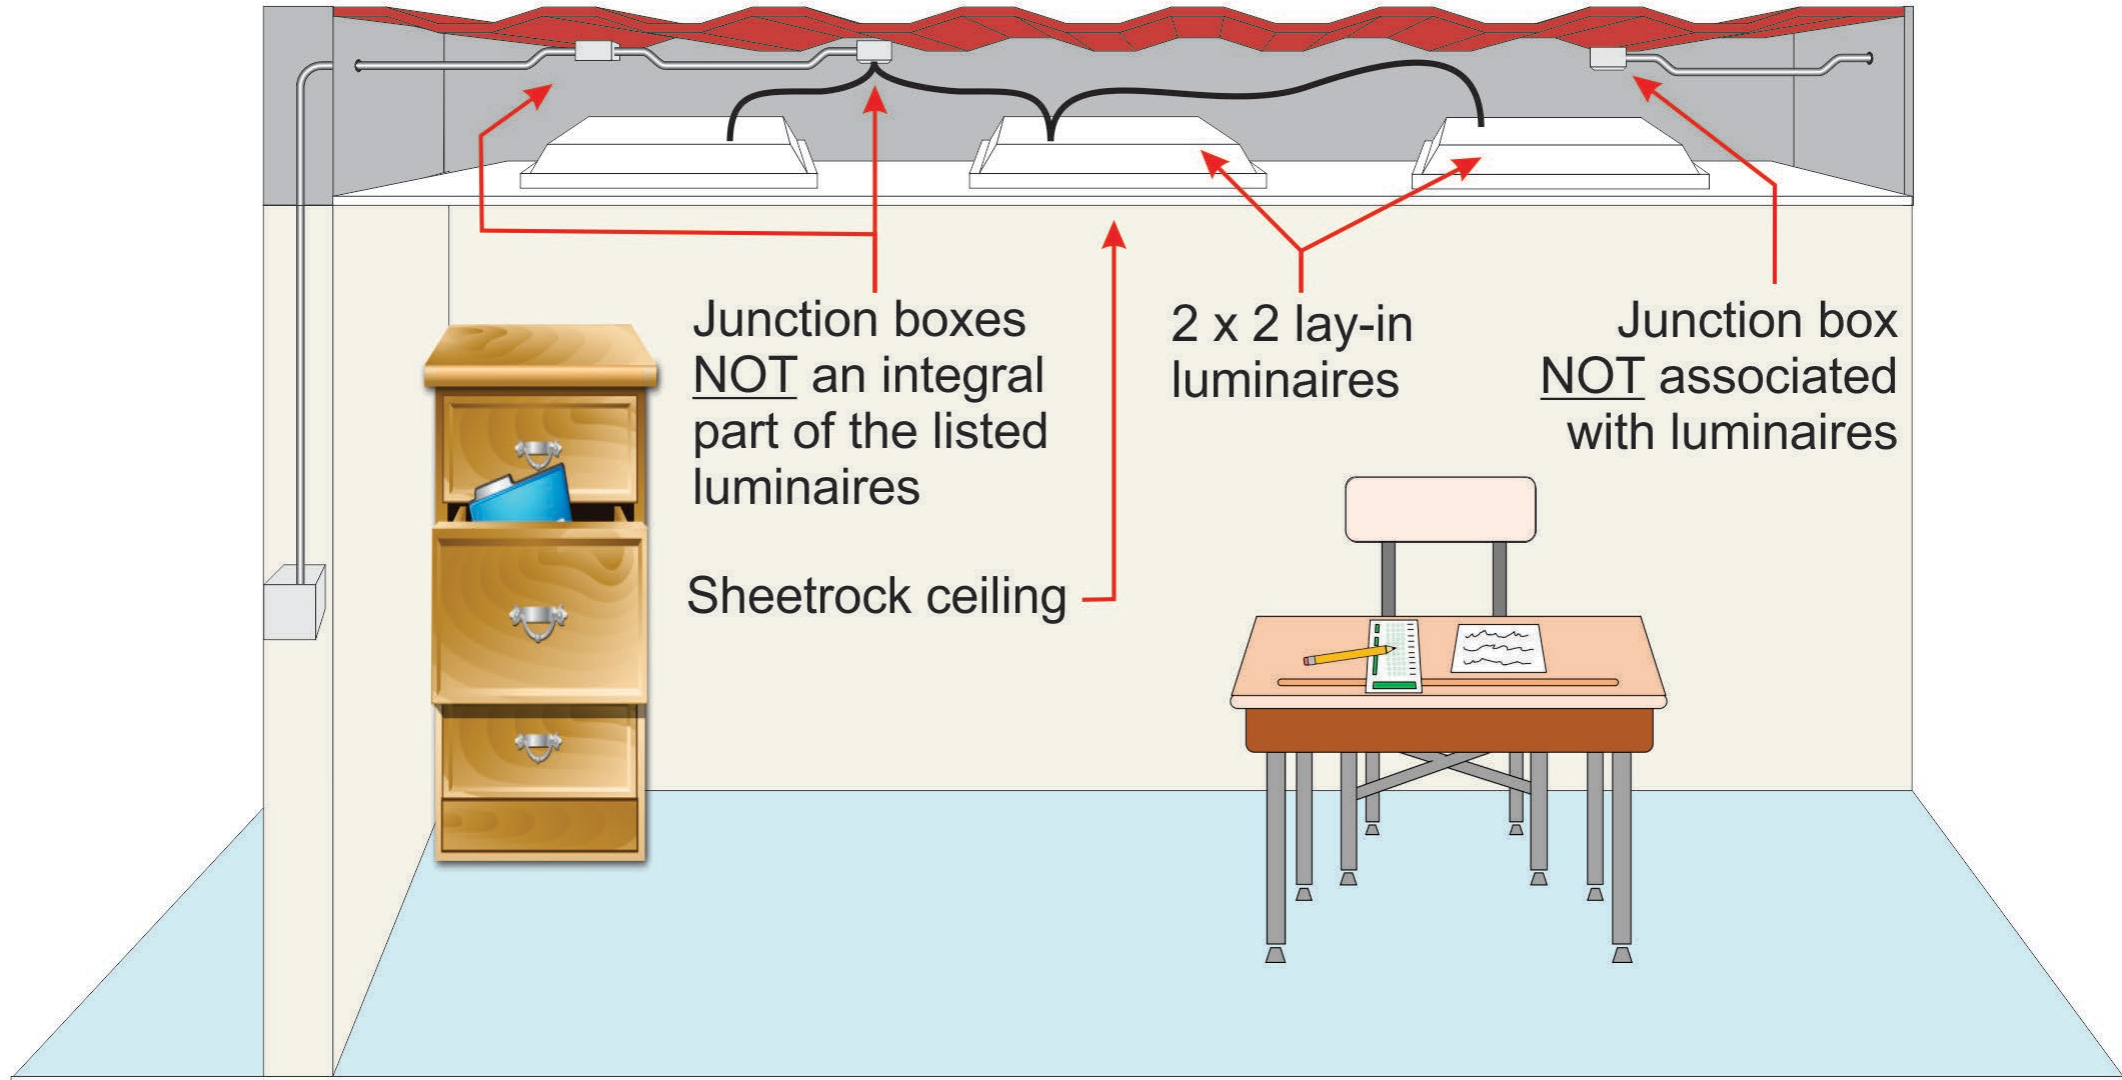 Junction boxes
NOT an integral
part of the listed
luminaires
2 x 2 lay-in
luminaires
Junction box
NOT associated
with luminaires
Sheetrock ceiling